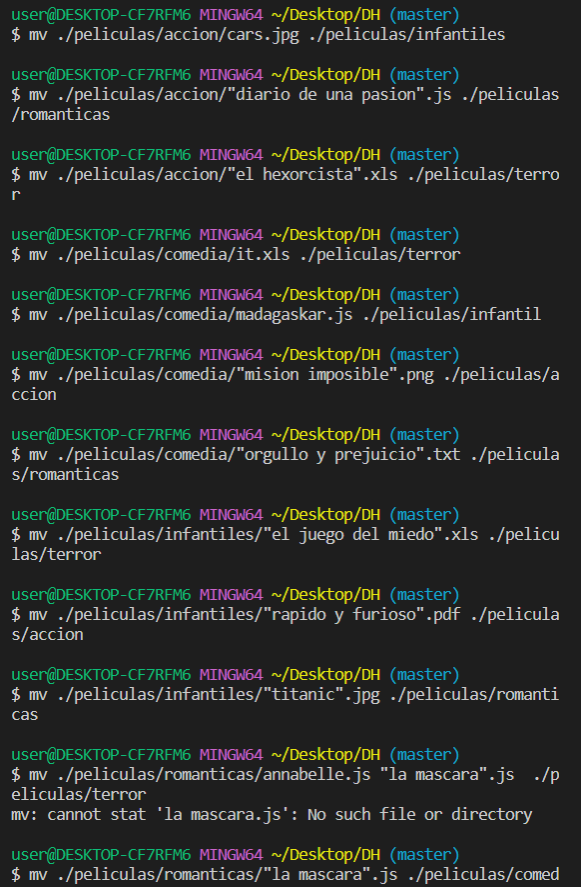 user@DESKTOP-CF7RFM6 MINGW64 ~/Desktop/DH (master)
$ mv ./peliculas/accion/cars.jpg ./peliculas/infantiles
user@DESKTOP-CF7RFM6 MINGW64 ~/Desktop/DH (master)
$ mv ./peliculas/accion/"diario de una pasion".js ./peliculas
/romanticas
user@DESKTOP-CF7RFM6 MINGW64 ~/Desktop/DH (master)
$ mv ./peliculas/accion/"el hexorcista".xls ./peliculas/terro
r
user@DESKTOP-CF7RFM6 MINGW64 ~/Desktop/DH (master)
$ mv ./peliculas/comedia/it.xls ./peliculas/terror
user@DESKTOP-CF7RFM6 MINGW64 ~/Desktop/DH (master)
$ mv ./peliculas/comedia/madagaskar.js ./peliculas/infantil
user@DESKTOP-CF7RFM6 MINGW64 ~/Desktop/DH (master)
$ mv ./peliculas/comedia/"mision imposible".png ./peliculas/a
ccion
user@DESKTOP-CF7RFM6 MINGW64 ~/Desktop/DH (master)
$ mv ./peliculas/comedia/"orgullo y prejuicio".txt ./pelicula
s/romanticas
user@DESKTOP-CF7RFM6 MINGW64 ~/Desktop/DH (master)
$ mv ./peliculas/infantiles/"el juego del miedo".xls ./pelicu
las/terror
user@DESKTOP-CF7RFM6 MINGW64 ~/Desktop/DH (master)
$ mv ./peliculas/infantiles/"rapido y furioso".pdf ./pelicula
s/accion
user@DESKTOP-CF7RFM6 MINGW64 ~/Desktop/DH (master)
$ mv ./peliculas/infantiles/"titanic".jpg ./peliculas/romanti
cas
user@DESKTOP-CF7RFM6 MINGW64 ~/Desktop/DH (master)
$ mv ./peliculas/romanticas/annabelle.js "la mascara".js  ./p
eliculas/terror
mv: cannot stat 'la mascara.js': No such file or directory
user@DESKTOP-CF7RFM6 MINGW64 ~/Desktop/DH (master)
$ mv ./peliculas/romanticas/"la mascara".js ./peliculas/comed